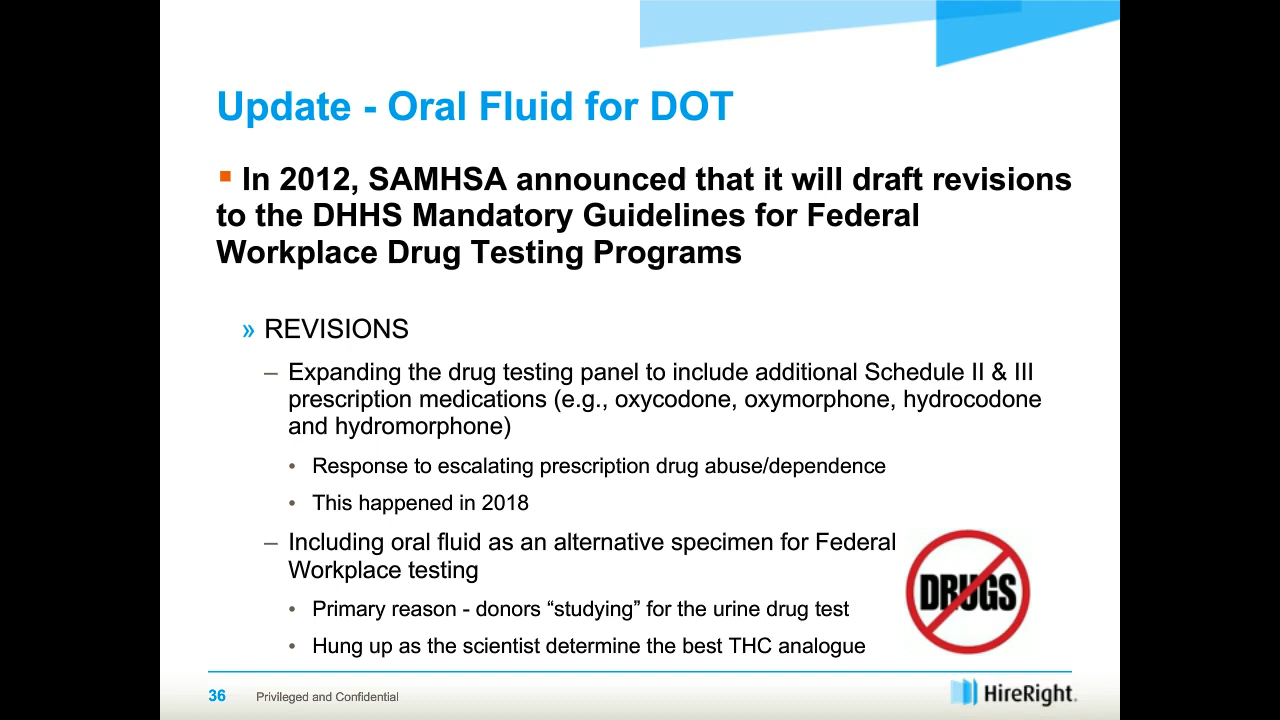 Update - Oral Fluid for DOT
▪ In 2012, SAMHSA announced that it will draft revisions
to the DHHS Mandatory Guidelines for Federal
Workplace Drug Testing Programs
» REVISIONS
– Expanding the drug testing panel to include additional Schedule II & III
prescription medications (e.g., oxycodone, oxymorphone, hydrocodone
and hydromorphone)
• Response to escalating prescription drug abuse/dependence
• This happened in 2018
– Including oral fluid as an alternative specimen for Federal
Workplace testing
• Primary reason - donors “studying” for the urine drug test
• Hung up as the scientist determine the best THC analogue
DRUGS
36 Privileged and Confidential
HireRight.